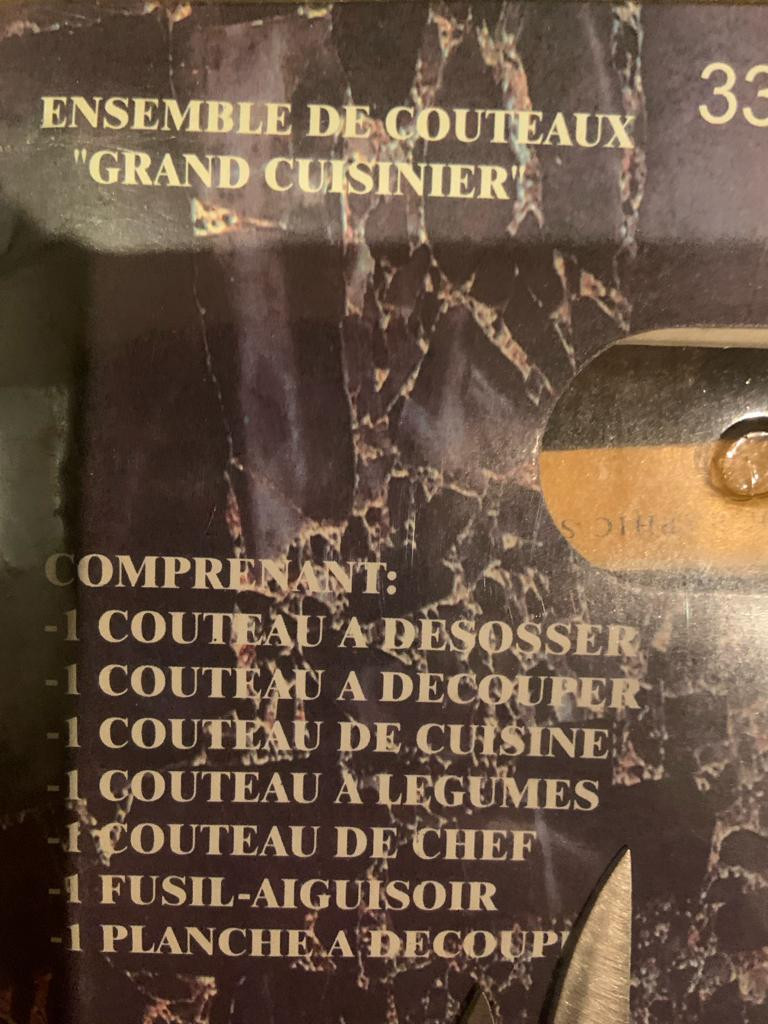 ENSEMBLE DE COUTEAUX
"GRAND CUISINIER"
33
COMPRENANT:
-1 COUTEAU A DESOSSER
-1 COUTEAU A DECOUPER
-1 COUTEAU DE CUISINE
-1 COUTEAU A LEGUMES
-1 COUTEAU DE CHEF
-1 FUSIL-AIGUISOIR
-1 PLANCHE A DECOUP